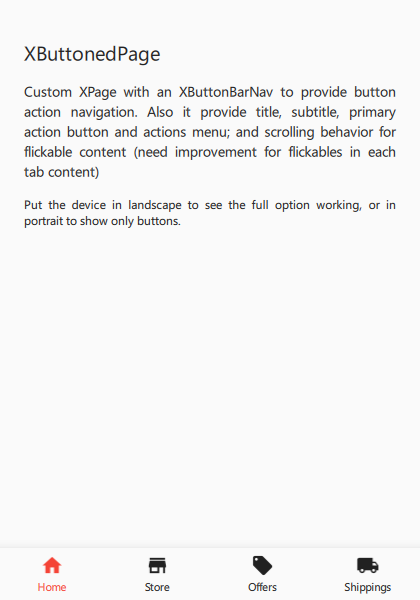 XButtonedPage
Custom XPage with an XButtonBarNav to provide button
action navigation. Also it provide title, subtitle, primary
action button and actions menu; and scrolling behavior for
flickable content (need improvement for flickables in each
tab content)
Put the device in landscape to see the full option working, or in
portrait to show only buttons.
Home Store Offers Shippings